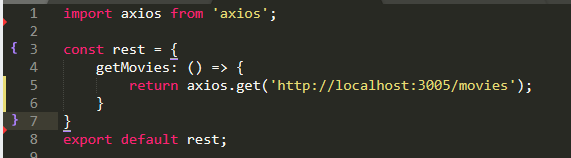 1 import axios from 'axios';
2
{ 3 const rest = {
4 getMovies: () => {
5 return axios.get('http://localhost:3005/movies');
6 }
} 7 }
8 export default rest;
9